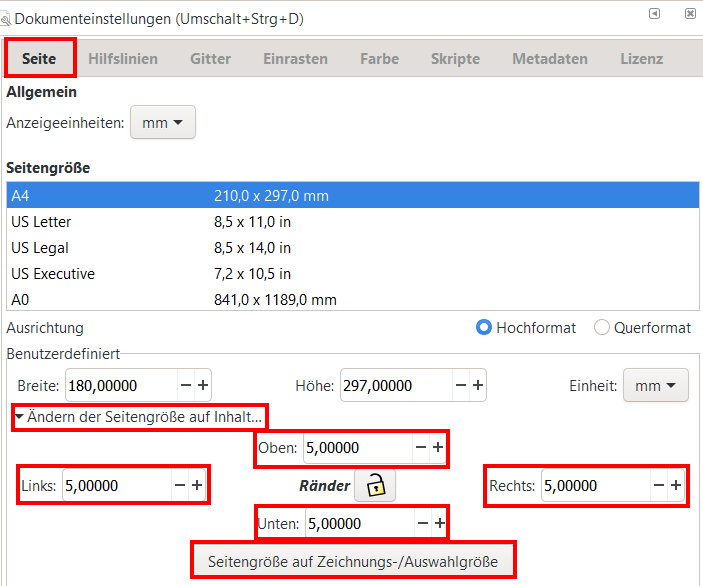 Dokumenteinstellungen (Umschalt+Strg+D)
Seite Hilfslinien Gitter Einrasten Farbe Skripte Metadaten Lizenz
Allgemein
Anzeigeeinheiten: mm
Seitengröße
A4 210,0 x 297,0 mm
US Letter 8,5 x 11,0 in
US Legal 8,5 x 14,0 in
US Executive 7,2 x 10,5 in
A0 841,0 x 1189,0 mm
Ausrichtung Hochformat Querformat
Benutzerdefiniert
Breite: 180,00000 Höhe: 297,00000 Einheit: mm
Ändern der Seitengröße auf Inhalt...
Oben: 5,00000
Links: 5,00000 Ränder Rechts: 5,00000
Unten: 5,00000
Seitengröße auf Zeichnungs-/Auswahlgröße